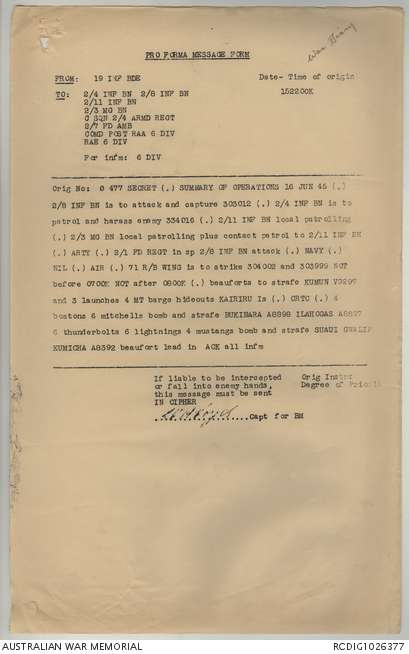 War Diary
PRO FORMA MESSAGE FORM
FROM: 19 INF BDE
Date- Time of origin
TO: 2/4 INF BN 2/8 INF BN
152200K
2/11 INF BN
2/3 MG BN
C SQN 2/4 ARMD REGT
2/7 FD AMB
COMD POST RAA 6 DIV
RAE 6 DIV
For infm: 6 DIV
Orig No: O 477 SECRET (.) SUMMARY OF OPERATIONS 16 JUN 45 (.)
2/8 INF BN is to attack and capture 303012 (.) 2/4 INF BN is to
patrol and harass enemy 334016 (.) 2/11 INF BN local patrolling
(.) 2/3 MG BN local patrolling plus contact patrol to 2/11 INF BN
(.) ARTY (.) 2/1 FD REGT in sp 2/8 INF BN attack (.) NAVY (.)
NIL (.) AIR (.) 71 R/B WING is to strike 304002 and 303999 NOT
before 0700K NOT after 0800K (.) beauforts to strafe KUMUN V9297
and 3 launches 4 MT barge hideouts KAIRIRU Is (.) CRTC (.) 4
bostons 6 mitchells bomb and strafe BUKINARA A8898 ILAHOGAS A8897
6 thunderbolts 6 lightnings 4 mustangs bomb and strafe SUAUI GWALIP
KUMICHA A8392 beaufort lead in ACK all infm
If liable to be intercepted
or fall into enemy hands,
this message must be sent
IN CIPHER
Orig Instns
Degree of
Capt for BM
AUSTRALIAN WAR MEMORIAL
RCDIG1026377